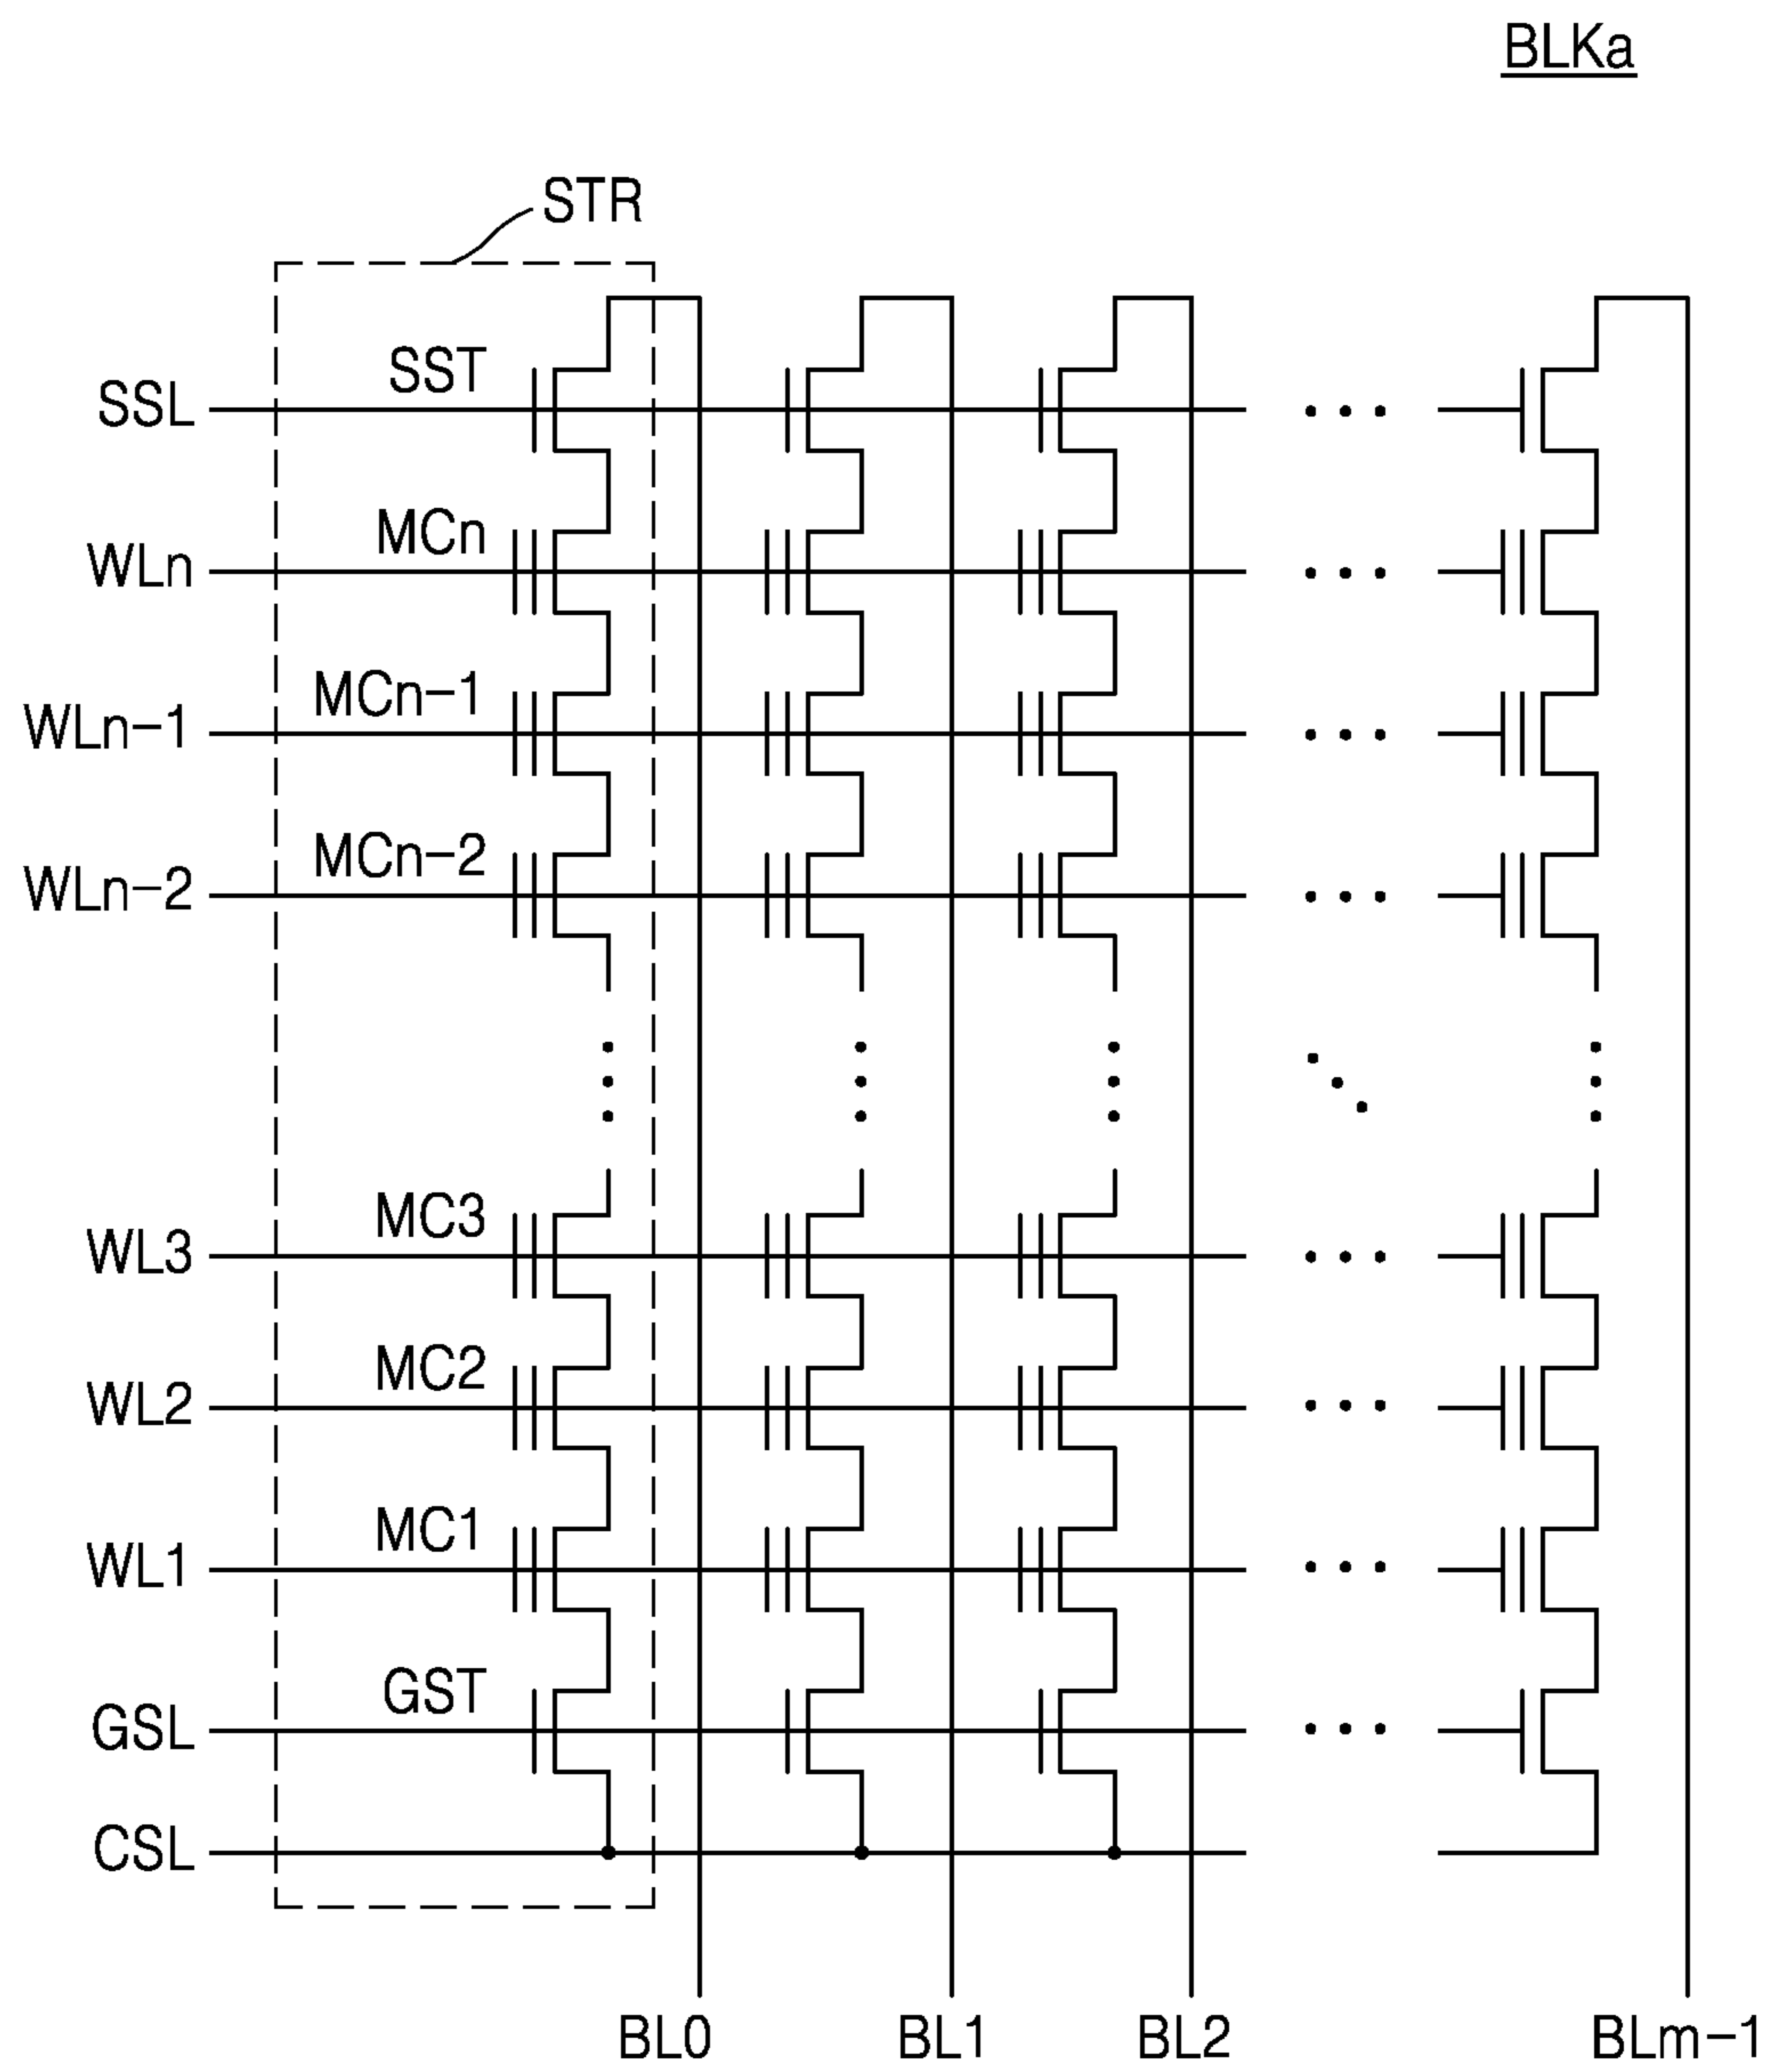 BLKa
STR
SSL
SST
WLn
MCn
WLn-1
MCn-1
WLn-2
MCn-2
WL3
MC3
WL2
MC2
WL1
MC1
GSL
GST
CSL
BL0 BL1 BL2 BLm-1